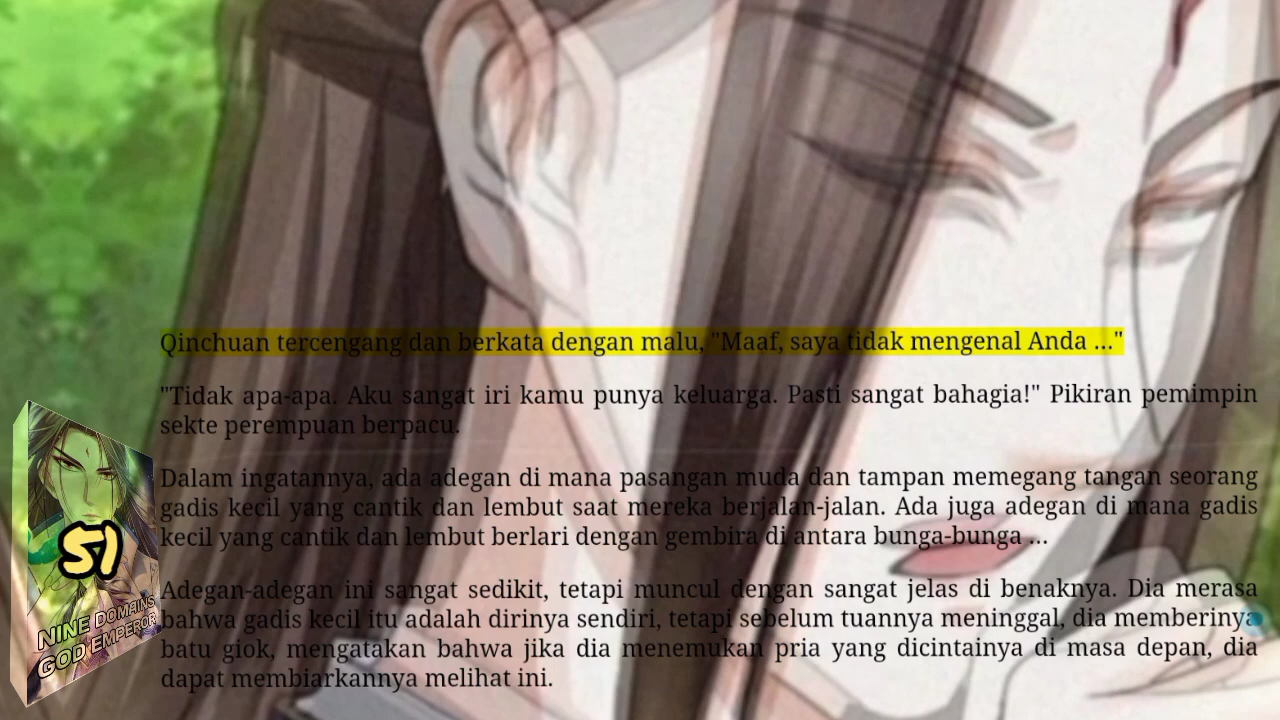 Qinchuan tercengang dan berkata dengan malu, "Maaf, saya tidak mengenal Anda ..."
"Tidak apa-apa. Aku sangat iri kamu punya keluarga. Pasti sangat bahagia!" Pikiran pemimpin
sekte perempuan berpacu.
Dalam ingatannya, ada adegan di mana pasangan muda dan tampan memegang tangan seorang
gadis kecil yang cantik dan lembut saat mereka berjalan-jalan. Ada juga adegan di mana gadis
kecil yang cantik dan lembut berlari dengan gembira di antara bunga-bunga ...
Adegan-adegan ini sangat sedikit, tetapi muncul dengan sangat jelas di benaknya. Dia merasa
bahwa gadis kecil itu adalah dirinya sendiri, tetapi sebelum tuannya meninggal, dia memberinya
batu giok, mengatakan bahwa jika dia menemukan pria yang dicintainya di masa depan, dia
dapat membiarkannya melihat ini.
51
NINE DOMAINS
GOD EMPEROR